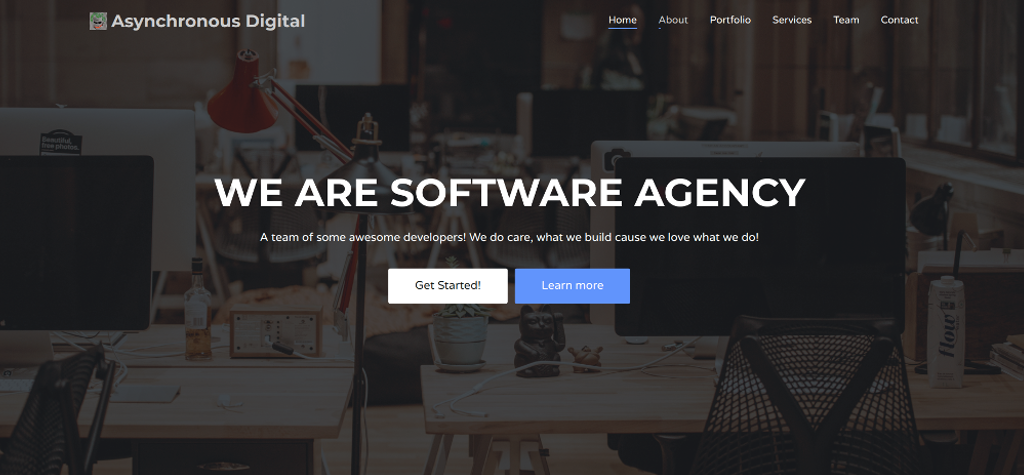 Asynchronous Digital
Home About Portfolio Services Team Contact
Beautiful,
free photos.
WE ARE SOFTWARE AGENCY
A team of some awesome developers! We do care, what we build cause we love what we do!
Get Started! Learn more
flow